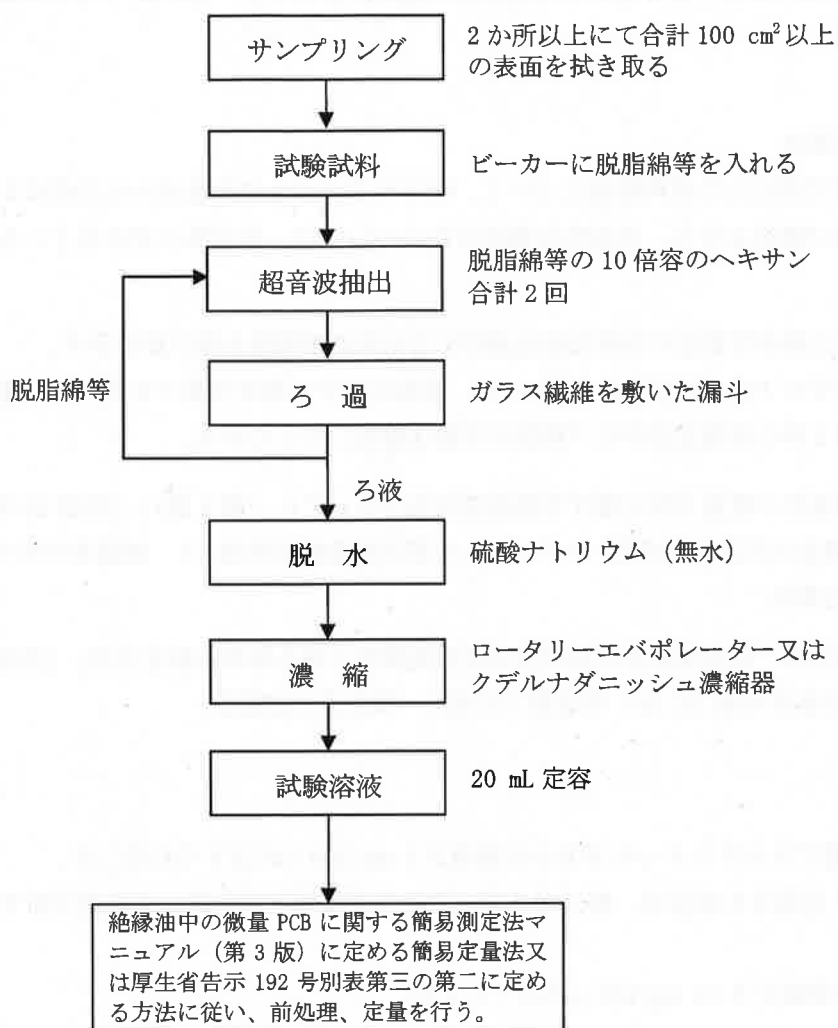 サンプリング
2か所以上にて合計 100 cm²以上
の表面を拭き取る
試験試料
ビーカーに脱脂綿等を入れる
超音波抽出
脱脂綿等の 10 倍容のヘキサン
合計 2 回
脱脂綿等
ろ　過
ガラス繊維を敷いた漏斗
ろ液
脱　水
硫酸ナトリウム（無水）
濃　縮
ロータリーエバポレーター又は
クデルナダニッシュ濃縮器
試験溶液
20 mL 定容
絶縁油中の微量 PCB に関する簡易測定法マ
ニュアル（第 3 版）に定める簡易定量法又
は厚生省告示 192 号別表第三の第二に定め
る方法に従い、前処理、定量を行う。